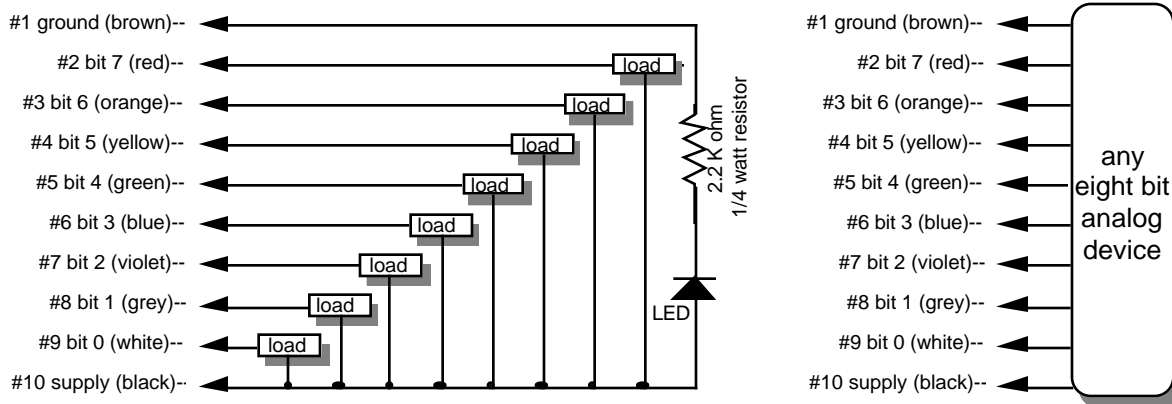 #1 ground (brown)--
#2 bit 7 (red)--
#3 bit 6 (orange)--
#4 bit 5 (yellow)--
#5 bit 4 (green)--
#6 bit 3 (blue)--
#7 bit 2 (violet)--
#8 bit 1 (grey)--
#9 bit 0 (white)--
#10 supply (black)--
load
load
load
load
load
load
load
load
2.2 K ohm
1/4 watt resistor
LED
#1 ground (brown)--
#2 bit 7 (red)--
#3 bit 6 (orange)--
#4 bit 5 (yellow)--
#5 bit 4 (green)--
#6 bit 3 (blue)--
#7 bit 2 (violet)--
#8 bit 1 (grey)--
#9 bit 0 (white)--
#10 supply (black)--
any
eight bit
analog
device